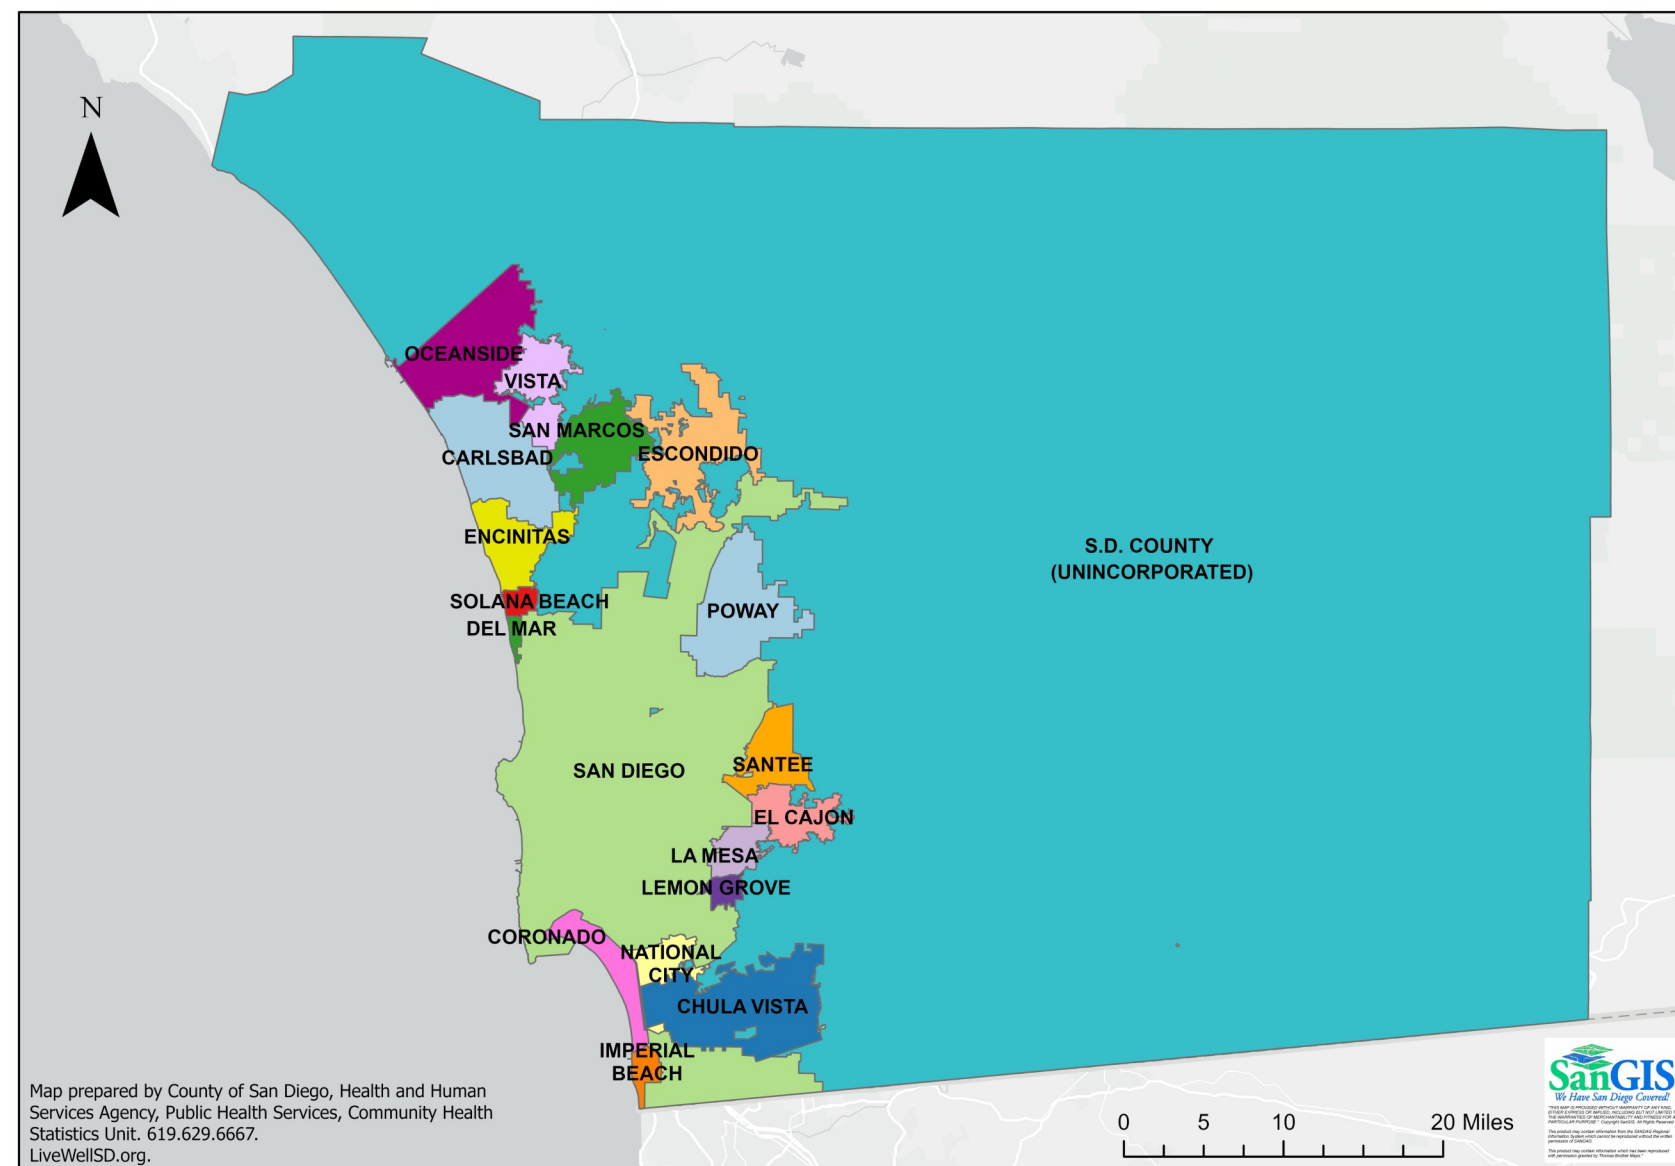 N
OCEANSIDE
VISTA
SAN MARCOS
CARLSBAD
ESCONDIDO
ENCINITAS
S.D. COUNTY
(UNINCORPORATED)
SOLANA BEACH
POWAY
DEL MAR
SAN DIEGO
SANTEE
EL CAJON
LA MESA
LEMON GROVE
CORONADO
NATIONAL
CITY
CHULA VISTA
IMPERIAL
BEACH
Map prepared by County of San Diego, Health and Human
Services Agency, Public Health Services, Community Health
Statistics Unit. 619.629.6667.
LiveWellSD.org.
0 5 10 20 Miles
SanGIS
We Have San Diego Covered!